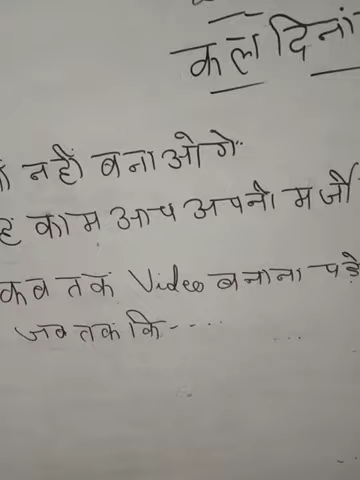 कल दिनां
नहीं बनाओगे
काम आप अपनी मर्जी
कब तक Video बनाना पड़े
जब तक कि-----